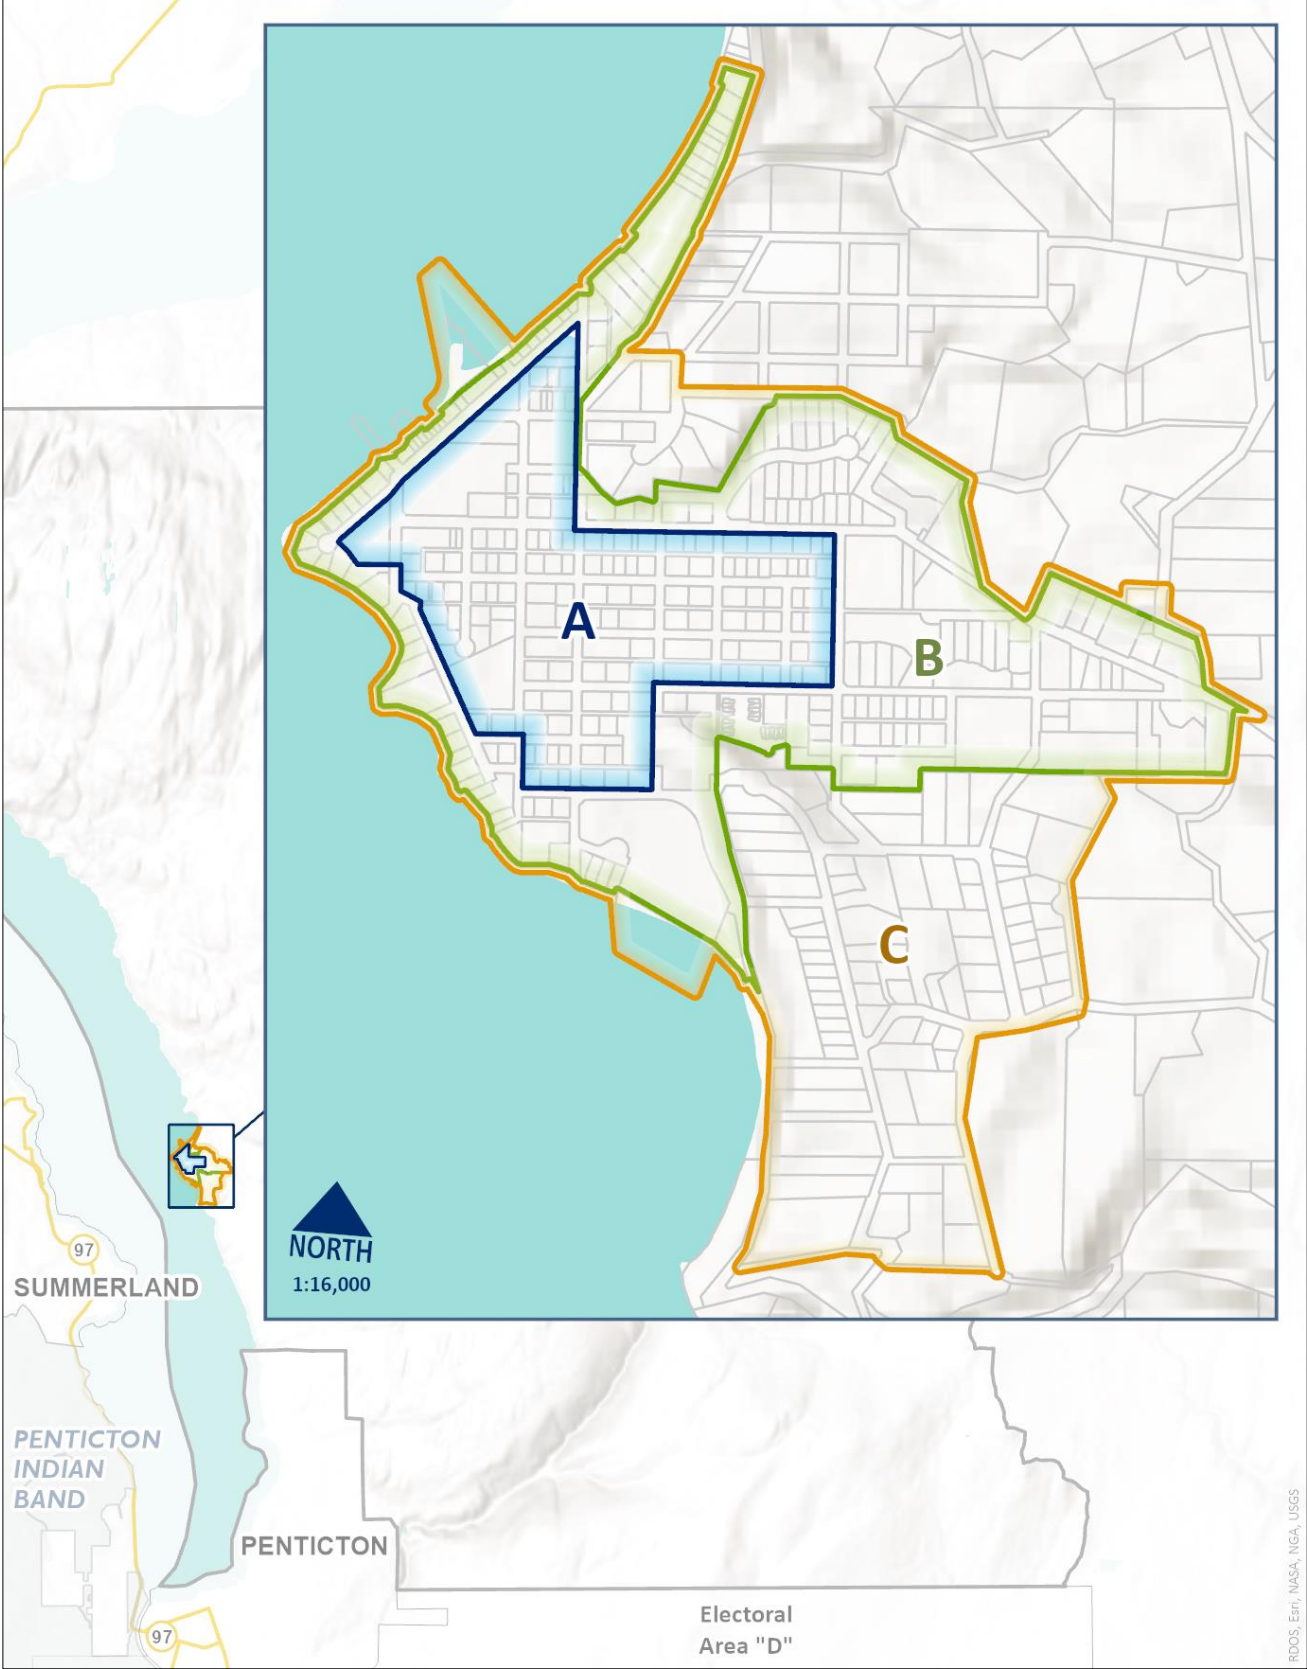 A
B
C
NORTH
1:16,000
97
SUMMERLAND
PENTICTON
INDIAN
BAND
PENTICTON
97
Electoral
Area "D"
RDOS, Esri, NASA, NGA, USGS